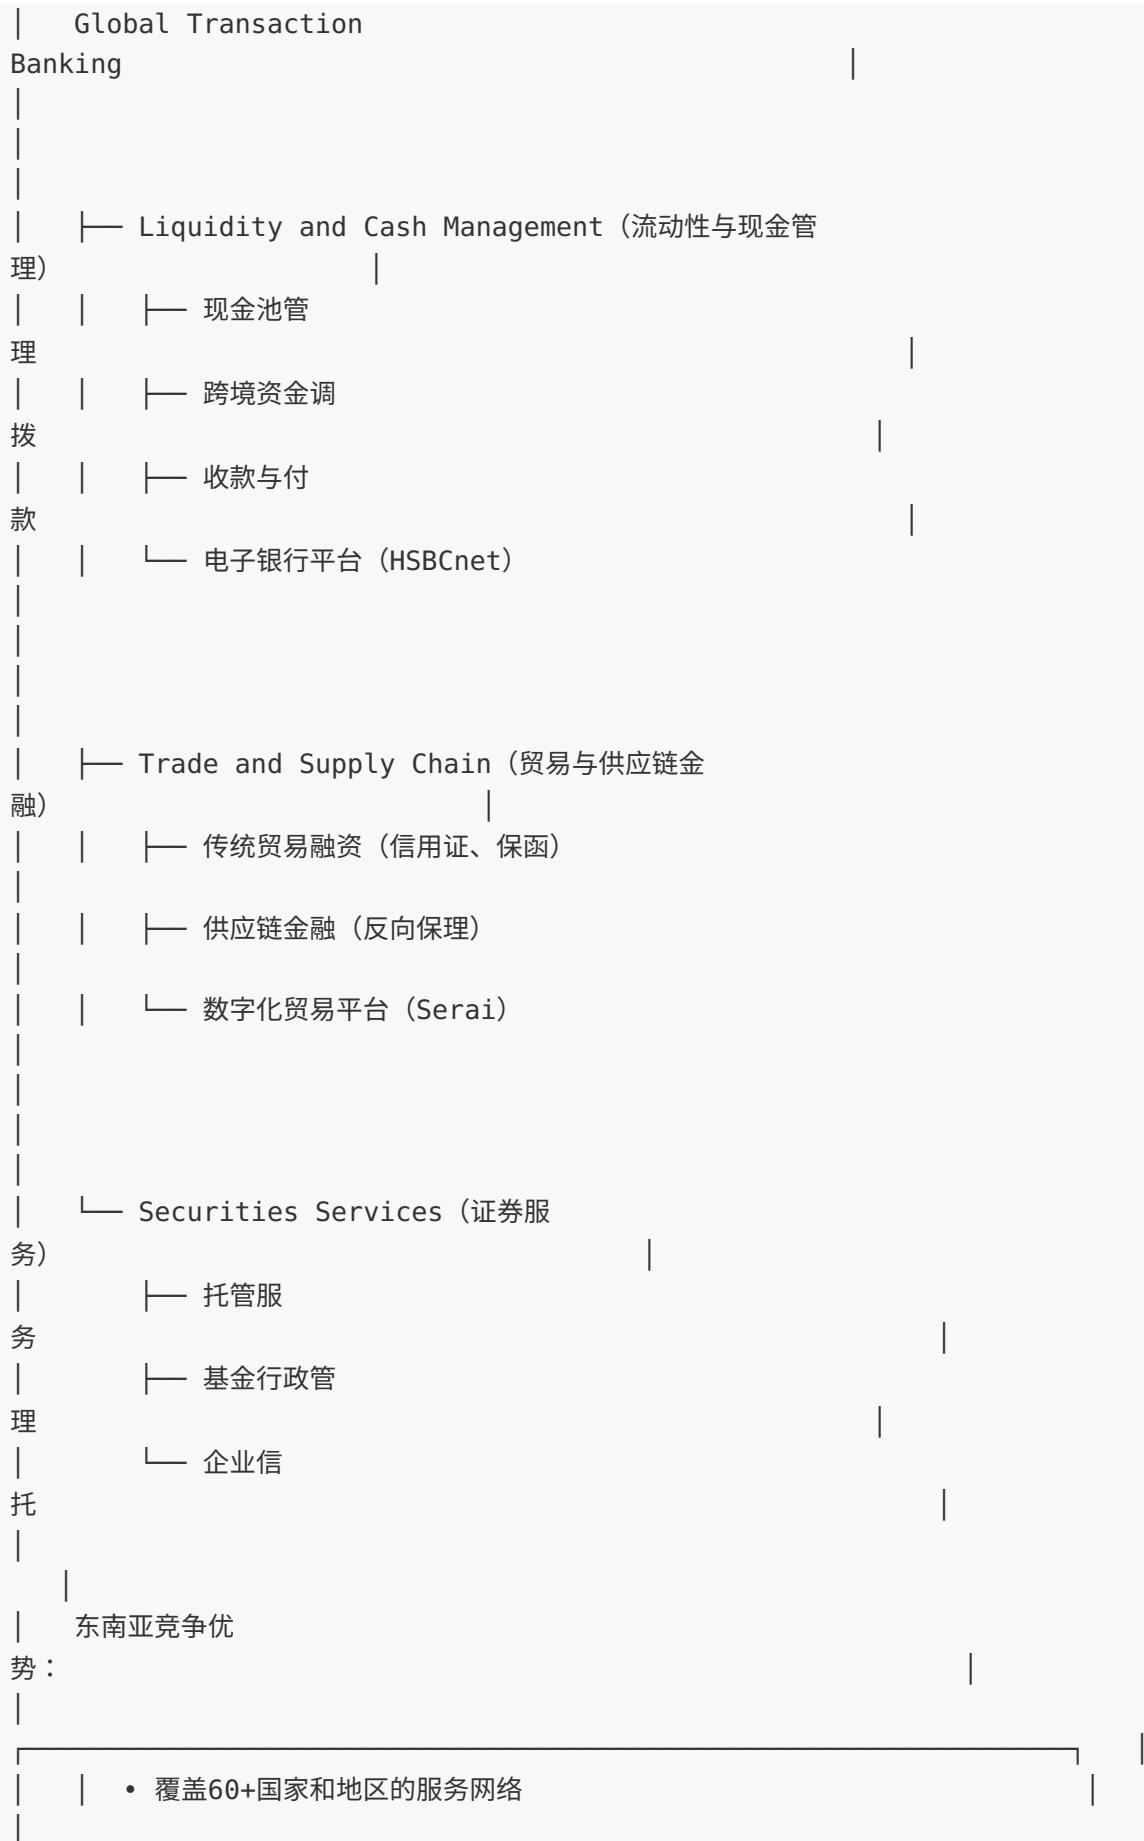 │   Global Transaction
Banking                                             │
│
│
│
│   ├── Liquidity and Cash Management（流动性与现金管
理）                    │
│   │   ├── 现金池管
理                                                      │
│   │   ├── 跨境资金调
拨                                                    │
│   │   ├── 收款与付
款                                                      │
│   │   └── 电子银行平台（HSBCnet）
│
│
│
│
│   ├── Trade and Supply Chain（贸易与供应链金
融）                           │
│   │   ├── 传统贸易融资（信用证、保函）
│
│   │   ├── 供应链金融（反向保理）
│
│   │   └── 数字化贸易平台（Serai）
│
│
│
│
│   └── Securities Services（证券服
务）                                     │
│       ├── 托管服
务                                                        │
│       ├── 基金行政管
理                                                    │
│       └── 企业信
托                                                        │
│
   │
│   东南亚竞争优
势：                                                         │
│
┌─────────────────────────────────────────────────────────────────┐   │
│   │  • 覆盖60+国家和地区的服务网络                                   │
│